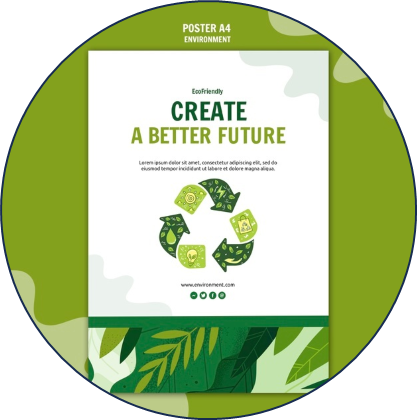 POSTER A4
ENVIRONMENT
EcoFriendly
CREATE
A BETTER FUTURE
Lorem ipsum dolor sit amet, consectetur adipiscing elit, sed do
eiusmod tempor incididunt ut labore et dolore magna aliqua.
www.environment.com